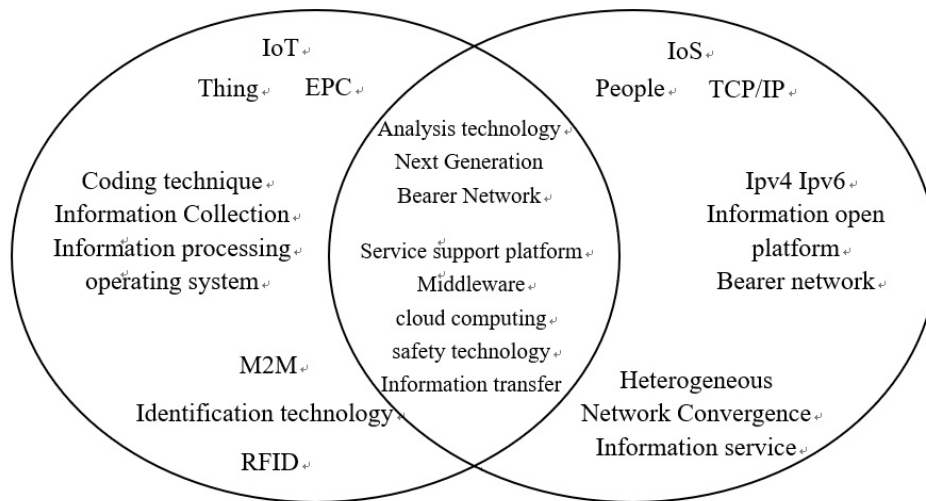 IoT
Thing EPC
Coding technique
Information Collection
Information processing
operating system
M2M
Identification technology
RFID
Analysis technology
Next Generation
Bearer Network
Service support platform
Middleware
cloud computing
safety technology
Information transfer
IoS
People TCP/IP
Ipv4 Ipv6
Information open
platform
Bearer network
Heterogeneous
Network Convergence
Information service